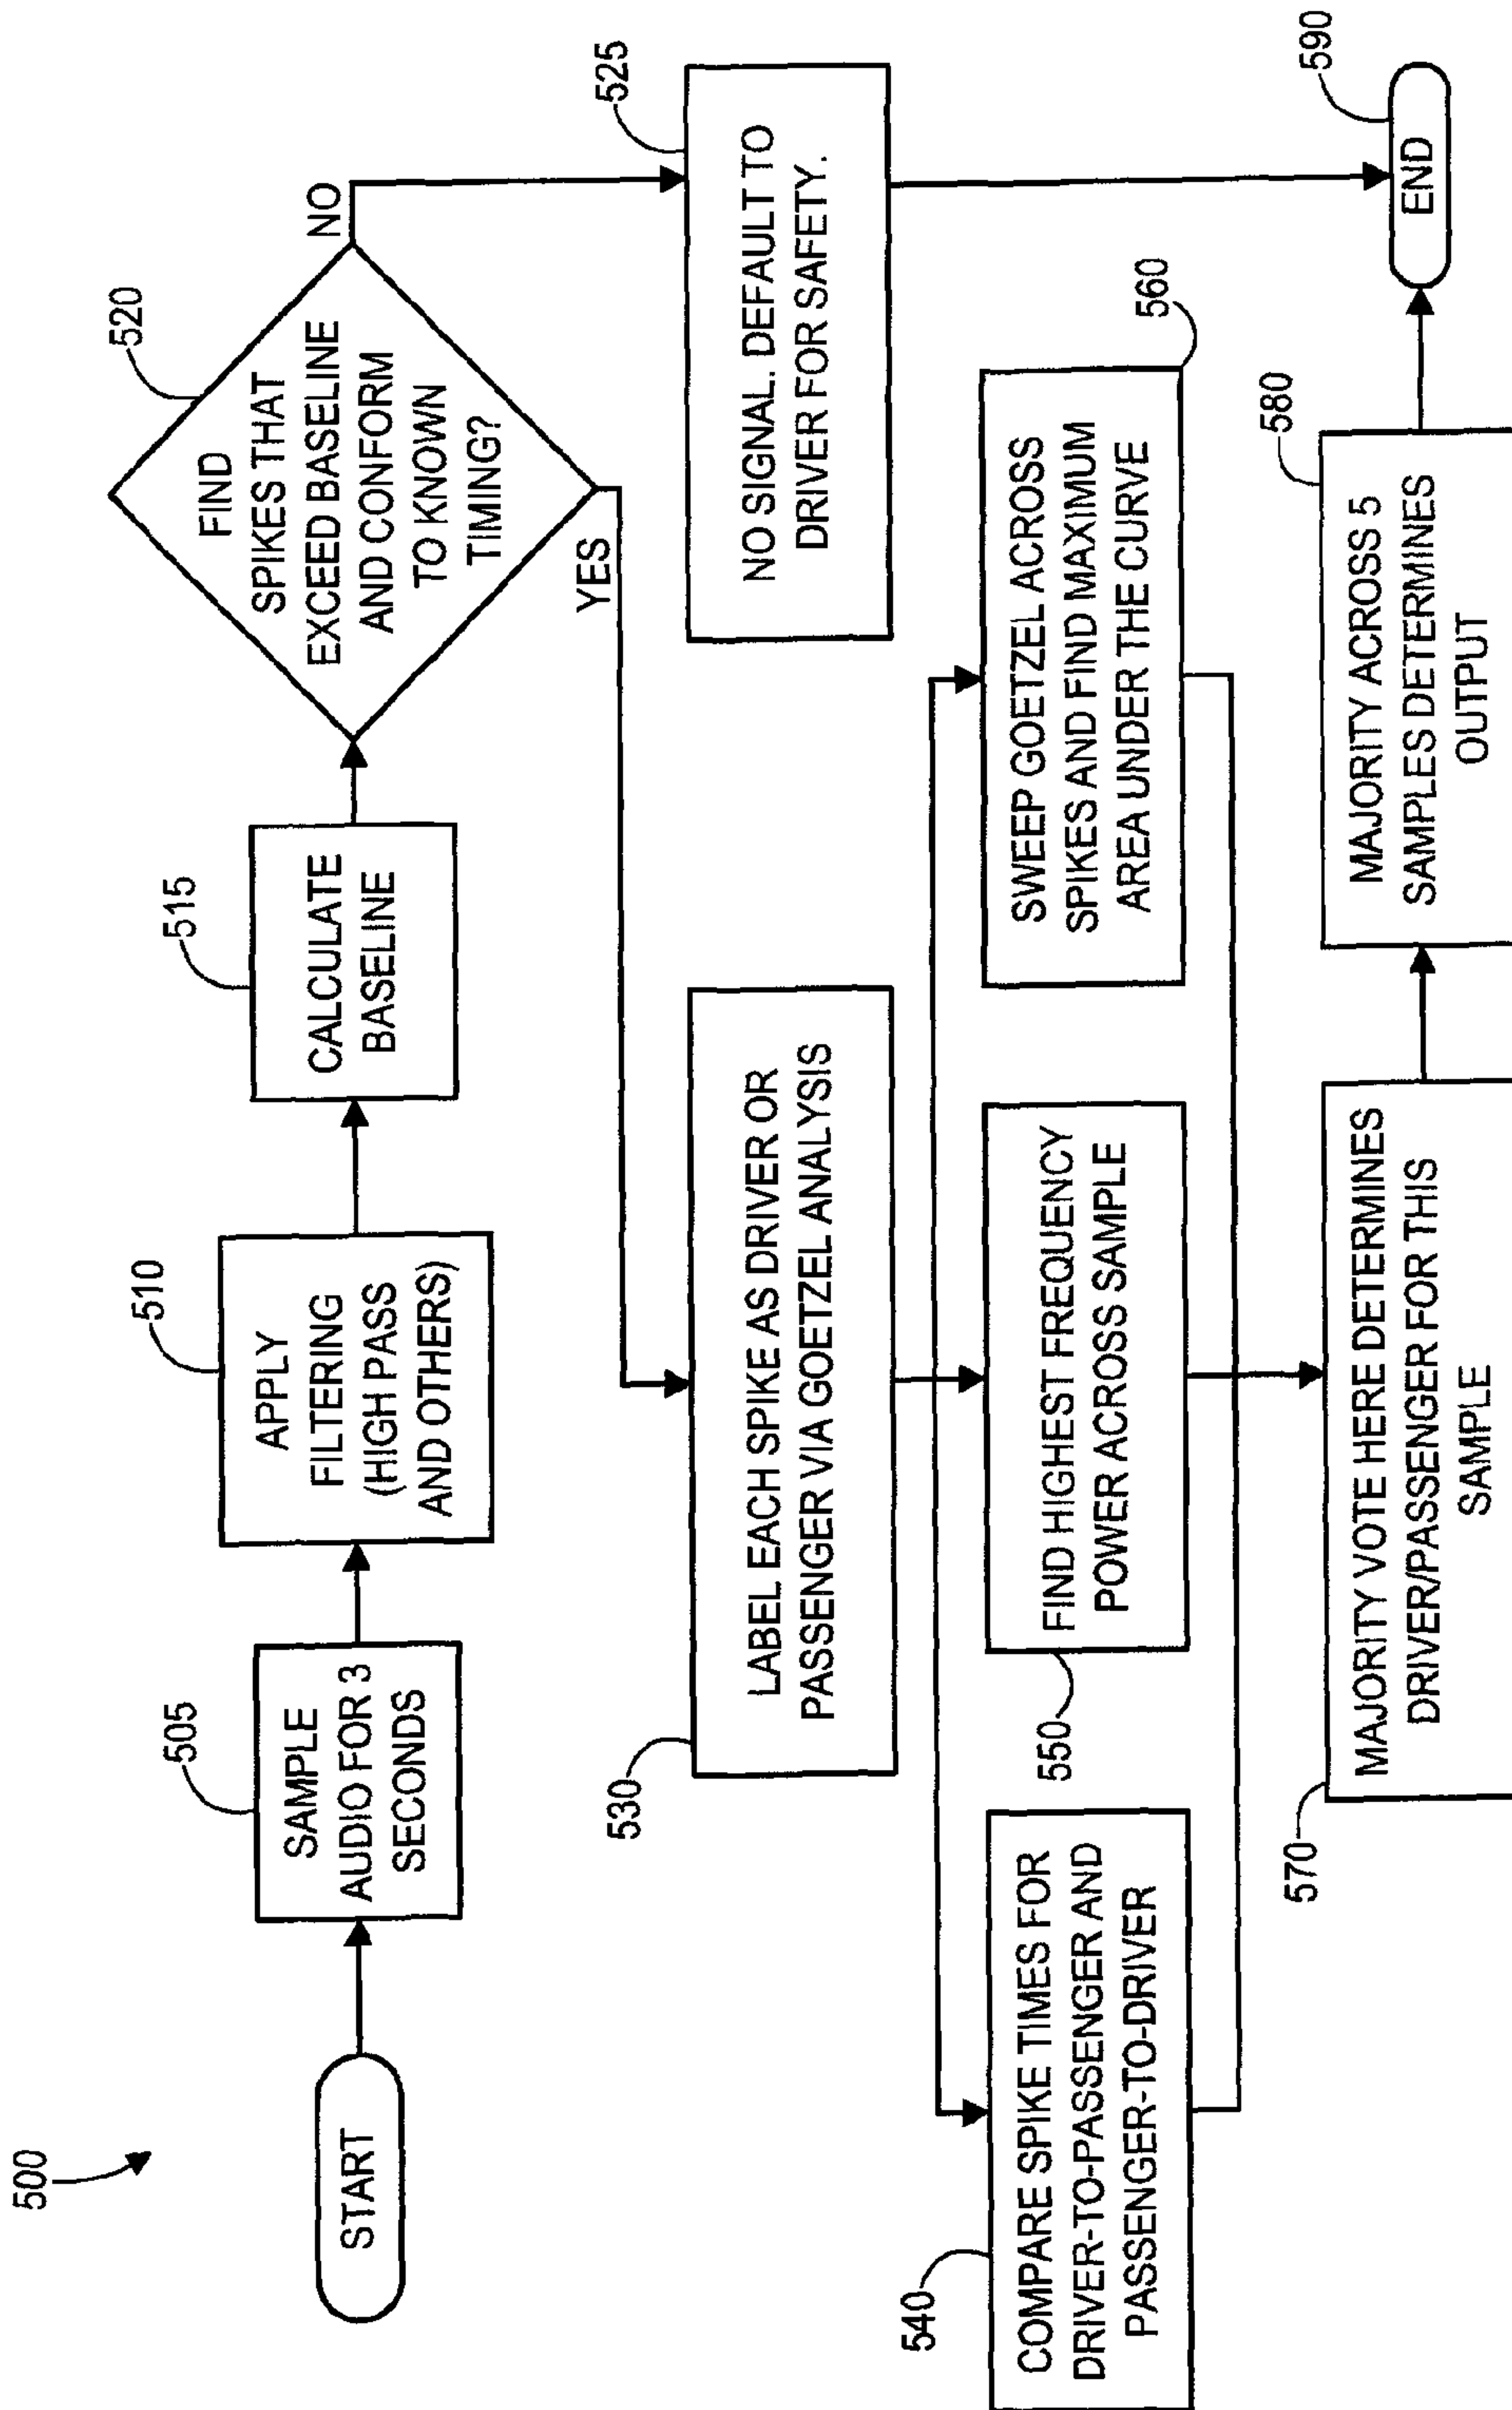 500
START
505
SAMPLE
AUDIO FOR 3
SECONDS
510
APPLY
FILTERING
(HIGH PASS
AND OTHERS)
515
CALCULATE
BASELINE
520
FIND
SPIKES THAT
EXCEED BASELINE
AND CONFORM
TO KNOWN
TIMING?
NO
YES
525
NO SIGNAL. DEFAULT TO
DRIVER FOR SAFETY.
530
LABEL EACH SPIKE AS DRIVER OR
PASSENGER VIA GOETZEL ANALYSIS
540
COMPARE SPIKE TIMES FOR
DRIVER-TO-PASSENGER AND
PASSENGER-TO-DRIVER
550
FIND HIGHEST FREQUENCY
POWER ACROSS SAMPLE
560
SWEEP GOETZEL ACROSS
SPIKES AND FIND MAXIMUM
AREA UNDER THE CURVE
570
MAJORITY VOTE HERE DETERMINES
DRIVER/PASSENGER FOR THIS
SAMPLE
580
MAJORITY ACROSS 5
SAMPLES DETERMINES
OUTPUT
590
END